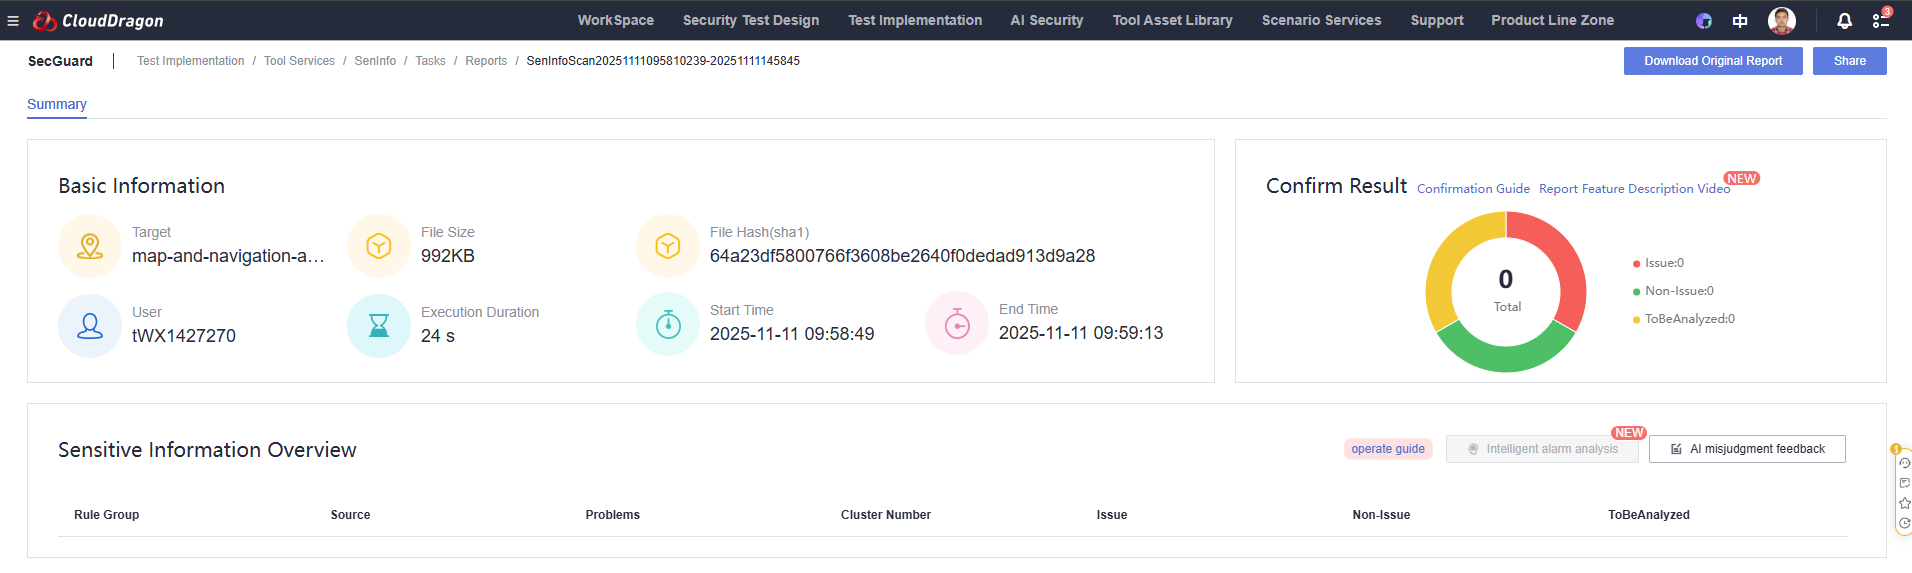 CloudDragon WorkSpace Security Test Design Test Implementation AI Security Tool Asset Library Scenario Services Support Product Line Zone 中 3
SecGuard Test Implementation / Tool Services / SenInfo / Tasks / Reports / SenInfoScan20251111095810239-20251111145845 Download Original Report Share
Summary
Basic Information
Target
map-and-navigation-a…
File Size
992KB
File Hash(sha1)
64a23df5800766f3608be2640f0dedad913d9a28
User
tWX1427270
Execution Duration
24 s
Start Time
2025-11-11 09:58:49
End Time
2025-11-11 09:59:13
Confirm Result Confirmation Guide Report Feature Description Video NEW
0
Total
Issue:0
Non-Issue:0
ToBeAnalyzed:0
Sensitive Information Overview operate guide Intelligent alarm analysis NEW AI misjudgment feedback
Rule Group Source Problems Cluster Number Issue Non-Issue ToBeAnalyzed